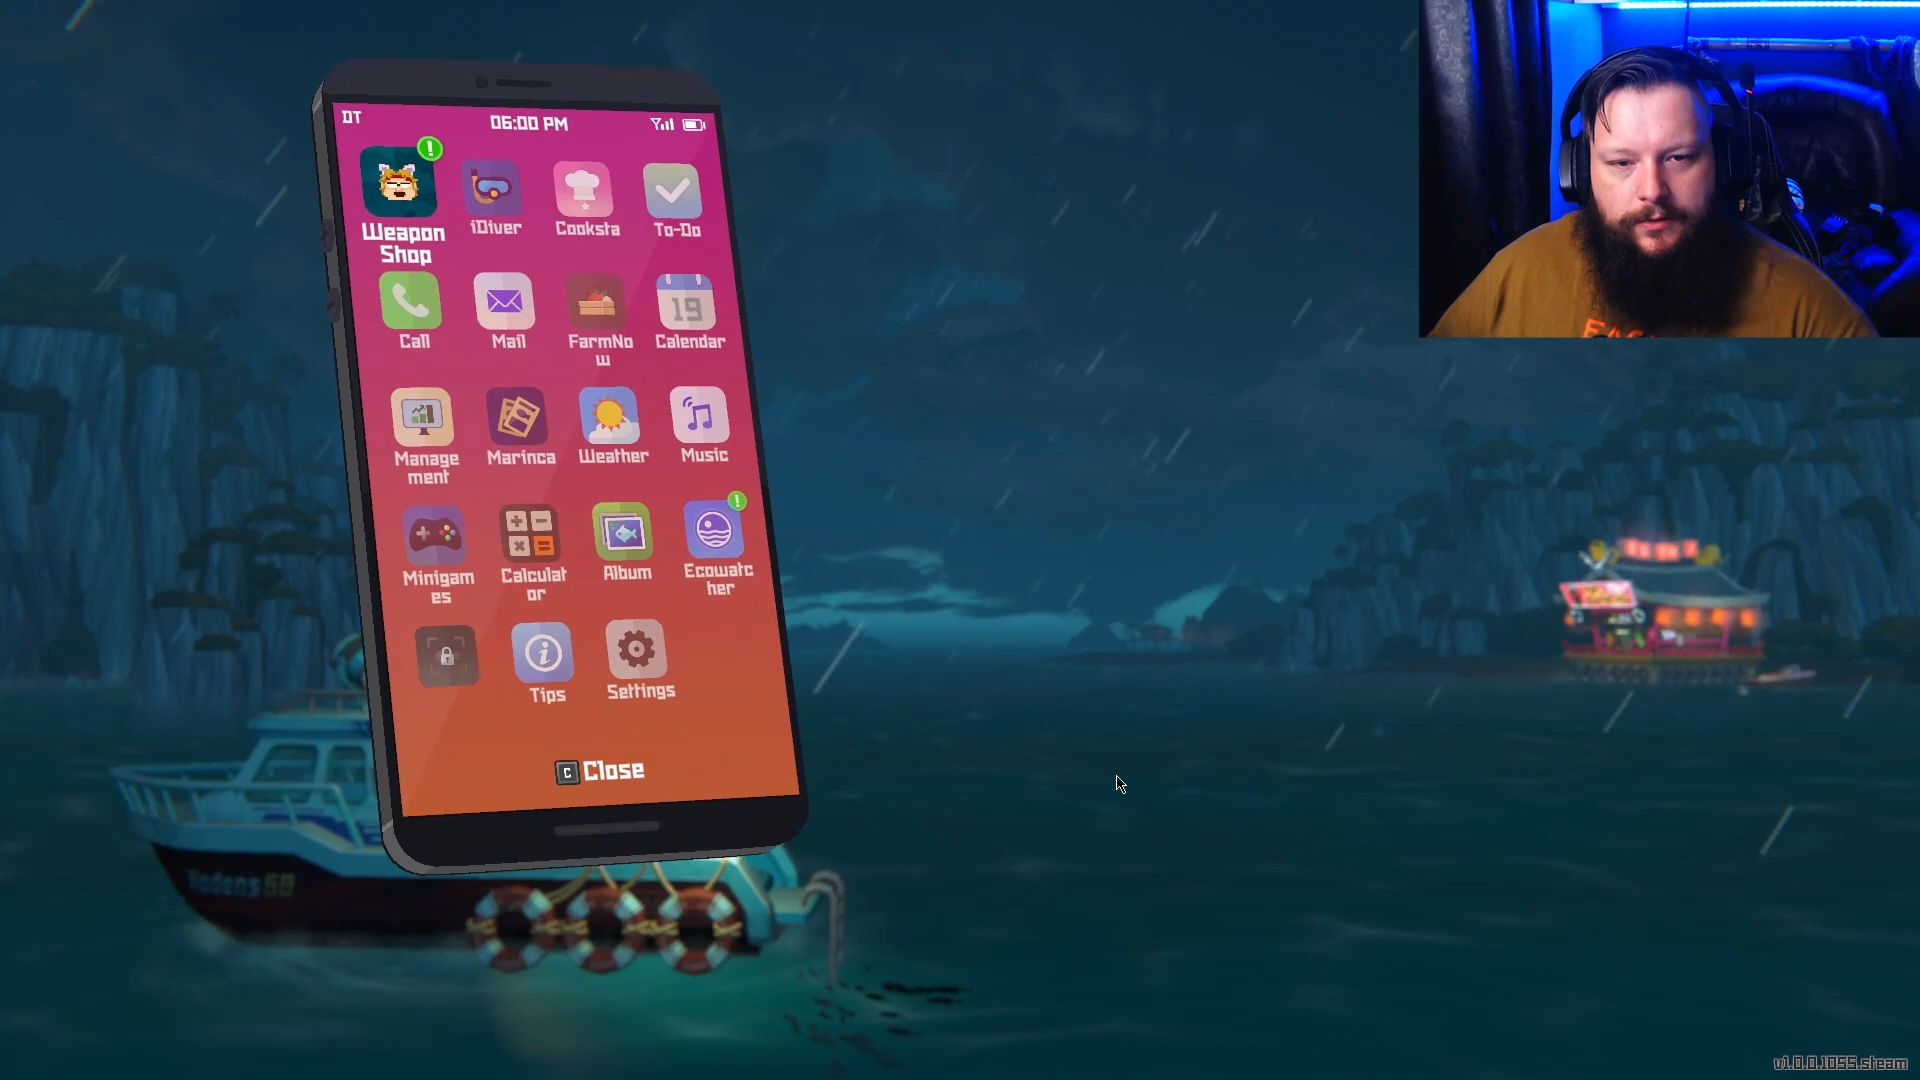 DT
06:00 PM
Weapon
Shop
iDiver
Cooksta
To-Do
Call
Mail
FarmNo
w
Calendar
19
Manage
ment
Marinca
Weather
Music
Minigam
es
Calculat
or
Album
Ecowatc
her
Tips
Settings
C Close
v1.0.0.1055.steam